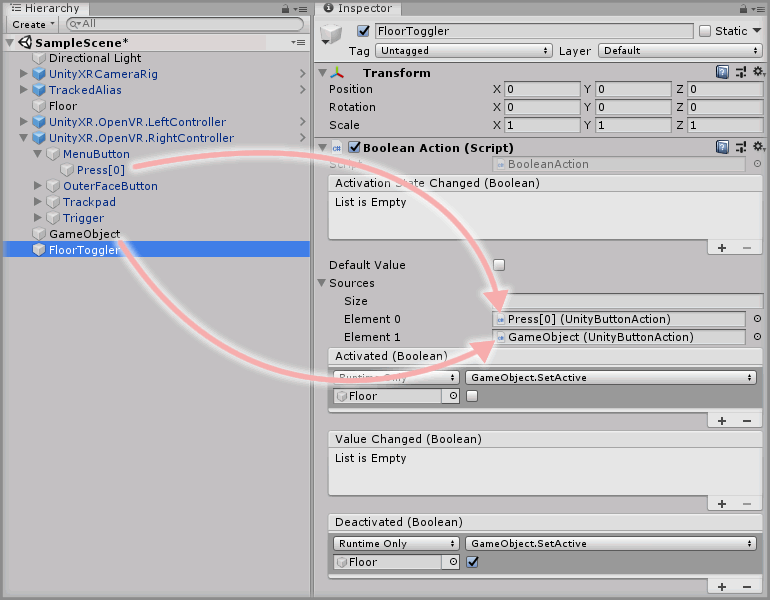 Hierarchy
Create
All
SampleScene*
Directional Light
UnityXRCameraRig
TrackedAlias
Floor
UnityXR.OpenVR.LeftController
UnityXR.OpenVR.RightController
MenuButton
Press[0]
OuterFaceButton
Trackpad
Trigger
GameObject
FloorToggler
Inspector
FloorToggler
Static
Tag Untagged Layer Default
Transform
Position X 0 Y 0 Z 0
Rotation X 0 Y 0 Z 0
Scale X 1 Y 1 Z 1
Boolean Action (Script)
Script BooleanAction
Activation State Changed (Boolean)
List is Empty
Default Value
Sources
Size
Element 0 Press[0] (UnityButtonAction)
Element 1 GameObject (UnityButtonAction)
Activated (Boolean)
Runtime Only GameObject.SetActive
Floor
Value Changed (Boolean)
List is Empty
Deactivated (Boolean)
Runtime Only GameObject.SetActive
Floor